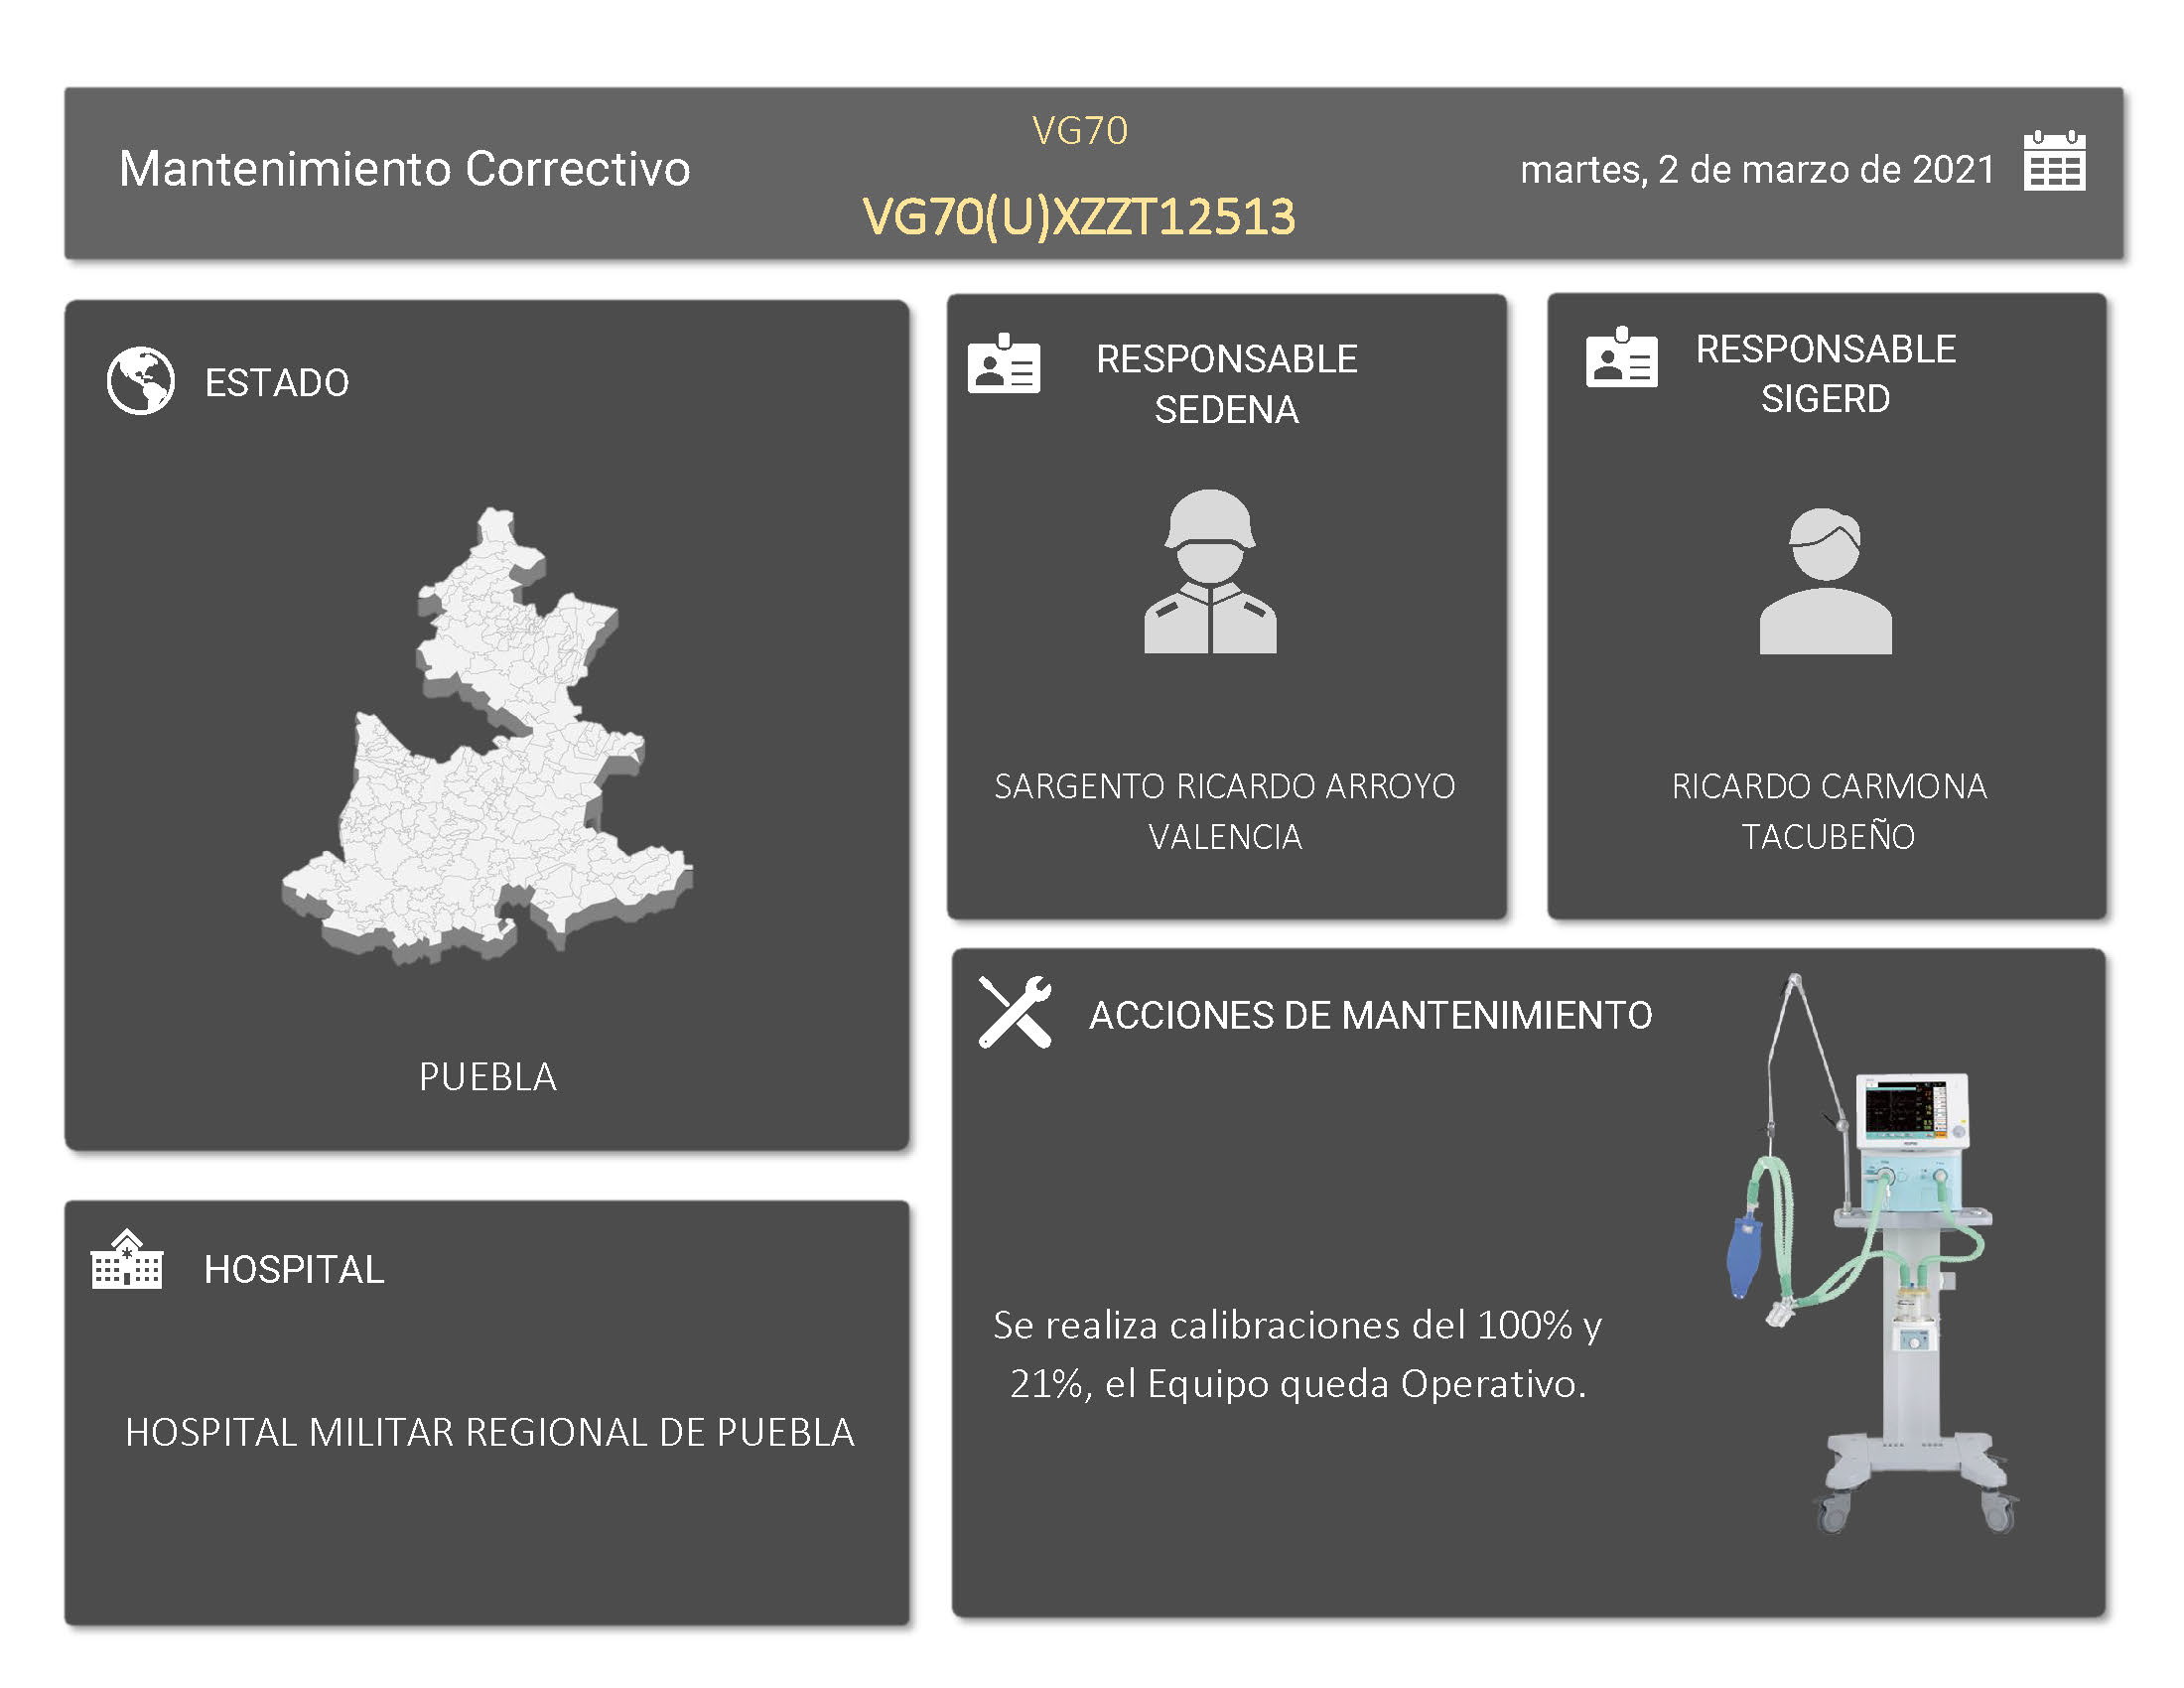 Mantenimiento Correctivo
VG70
VG70(U)XZZT12513
martes, 2 de marzo de 2021
ESTADO
PUEBLA
RESPONSABLE
SEDENA
SARGENTO RICARDO ARROYO
VALENCIA
RESPONSABLE
SIGERD
RICARDO CARMONA
TACUBEÑO
HOSPITAL
HOSPITAL MILITAR REGIONAL DE PUEBLA
ACCIONES DE MANTENIMIENTO
Se realiza calibraciones del 100% y
21%, el Equipo queda Operativo.